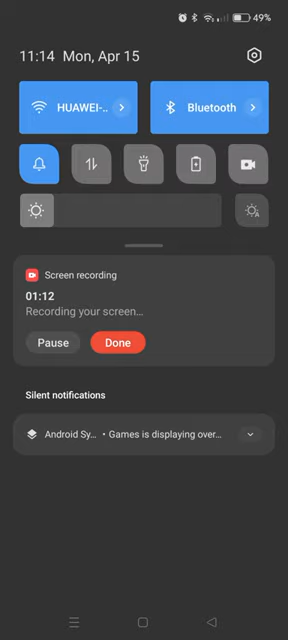 49%
11:14 Mon, Apr 15
HUAWEI-..
Bluetooth
Screen recording
01:12
Recording your screen...
Pause
Done
Silent notifications
Android Sy... • Games is displaying over...